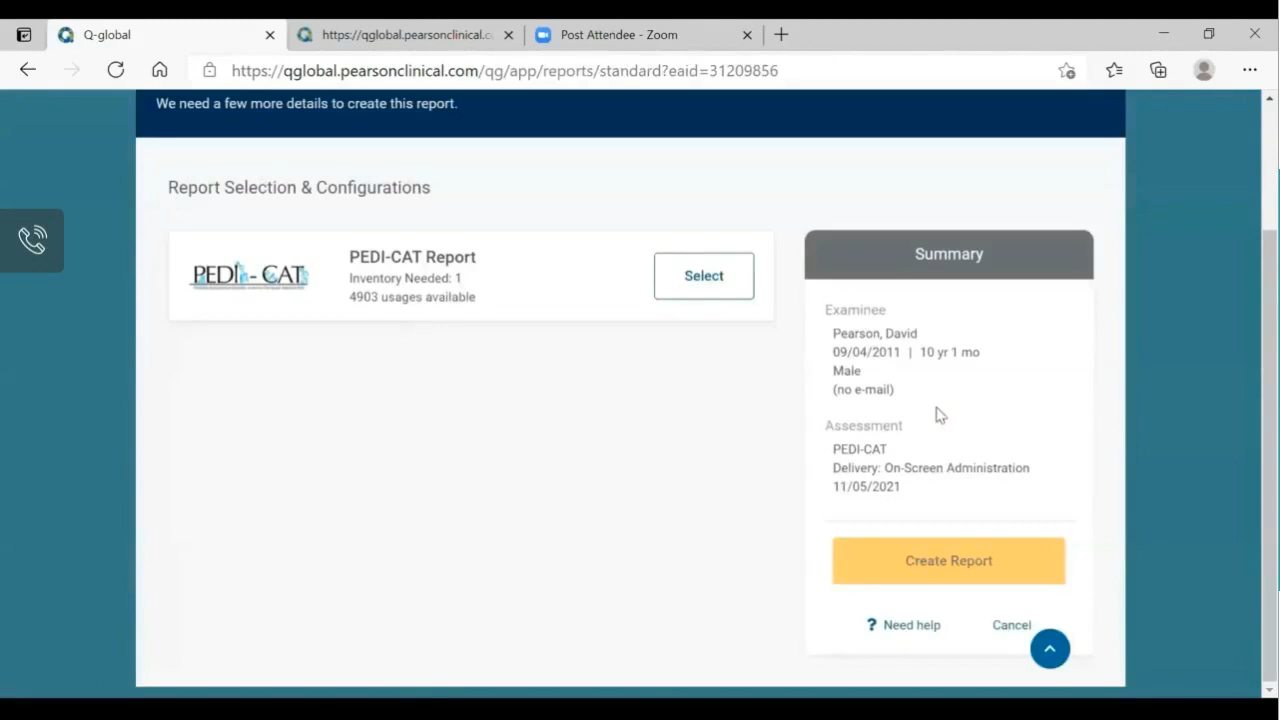 Q-global
https://qglobal.pearsonclinical.c
Post Attendee - Zoom
https://qglobal.pearsonclinical.com/qg/app/reports/standard?eaid=31209856
We need a few more details to create this report.
Report Selection & Configurations
PEDI-CAT
PEDI-CAT Report
Inventory Needed: 1
4903 usages available
Select
Summary
Examinee
Pearson, David
09/04/2011 | 10 yr 1 mo
Male
(no e-mail)
Assessment
PEDI-CAT
Delivery: On-Screen Administration
11/05/2021
Create Report
? Need help
Cancel